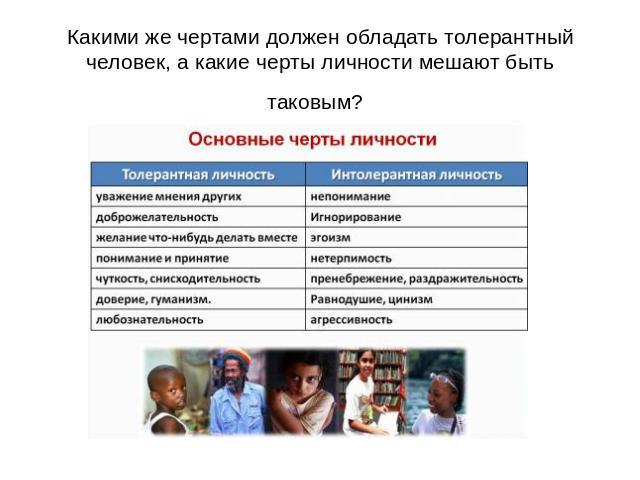 Какими же чертами должен обладать толерантный
человек, а какие черты личности мешают быть
таковым?
Основные черты личности
Толерантная личность Интолерантная личность
уважение мнения других непонимание
доброжелательность Игнорирование
желание что-нибудь делать вместе эгоизм
понимание и принятие нетерпимость
чуткость, снисходительность пренебрежение, раздражительность
доверие, гуманизм. Равнодушие, цинизм
любознательность агрессивность